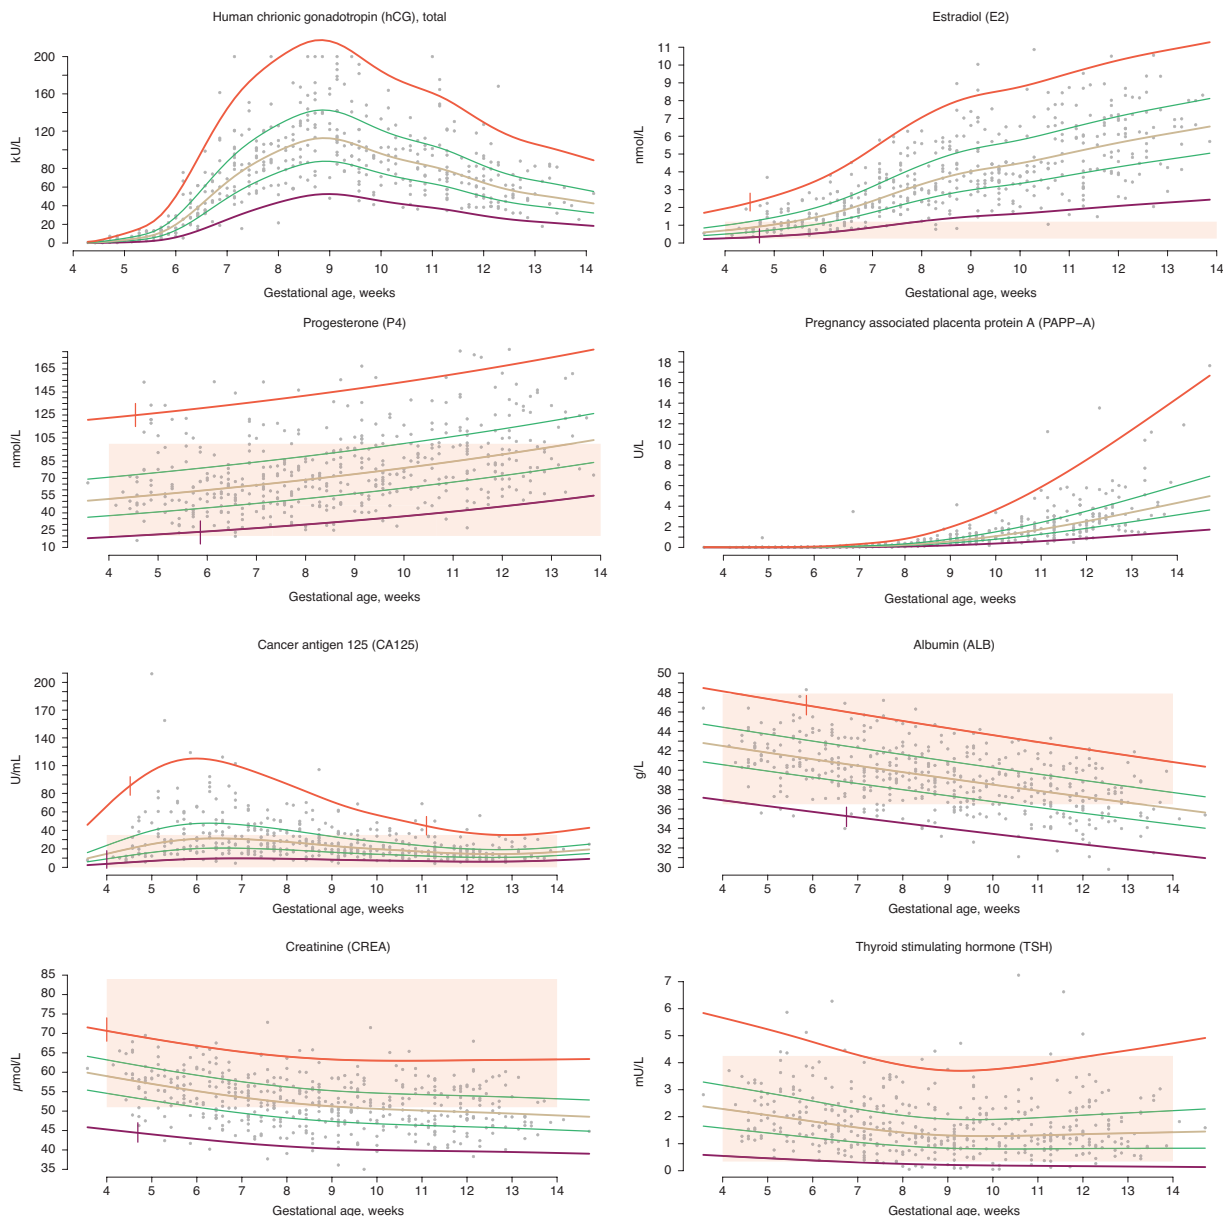 Human chrionic gonadotropin (hCG), total
200
160
120
100
80
60
40
20
0
kU/L
4 5 6 7 8 9 10 11 12 13 14
Gestational age, weeks
Estradiol (E2)
11
10
9
8
7
6
5
4
3
2
1
0
nmol/L
4 5 6 7 8 9 10 11 12 13 14
Gestational age, weeks
Progesterone (P4)
165
145
125
105
85
70
55
40
25
10
nmol/L
4 5 6 7 8 9 10 11 12 13 14
Gestational age, weeks
Pregnancy associated placenta protein A (PAPP−A)
18
16
14
12
10
8
6
4
2
0
U/L
4 5 6 7 8 9 10 11 12 13 14
Gestational age, weeks
Cancer antigen 125 (CA125)
200
170
140
110
80
60
40
20
0
U/mL
4 5 6 7 8 9 10 11 12 13 14
Gestational age, weeks
Albumin (ALB)
50
48
46
44
42
40
38
36
34
32
30
g/L
4 5 6 7 8 9 10 11 12 13 14
Gestational age, weeks
Creatinine (CREA)
85
80
75
70
65
60
55
50
45
40
35
µmol/L
4 5 6 7 8 9 10 11 12 13 14
Gestational age, weeks
Thyroid stimulating hormone (TSH)
7
6
5
4
3
2
1
0
mU/L
4 5 6 7 8 9 10 11 12 13 14
Gestational age, weeks